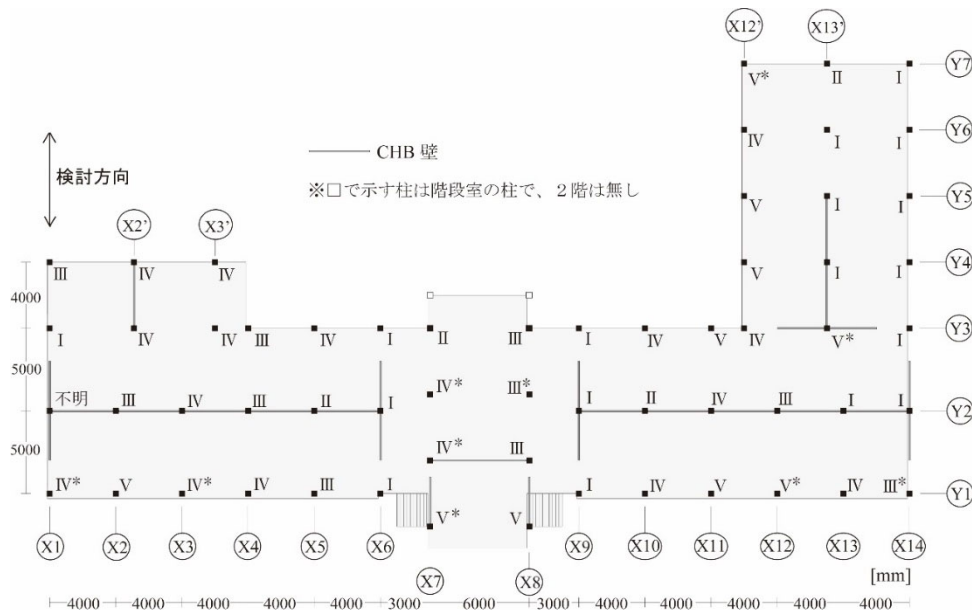 X12' X13'
V* II I Y7
CHB 壁
IV I I Y6
検討方向
※□で示す柱は階段室の柱で、２階は無し
V I I Y5
X2' X3'
III IV IV V I I Y4
4000
I IV IV III IV I II III I IV V IV V* I Y3
5000
IV* III*
不明 III IV III II I I II IV III I I Y2
5000
IV* III
IV* V IV* IV III I I IV V V* IV III* Y1
V* V
X1 X2 X3 X4 X5 X6 X9 X10 X11 X12 X13 X14
X7 X8
[mm]
4000 4000 4000 4000 4000 3000 6000 3000 4000 4000 4000 4000 4000